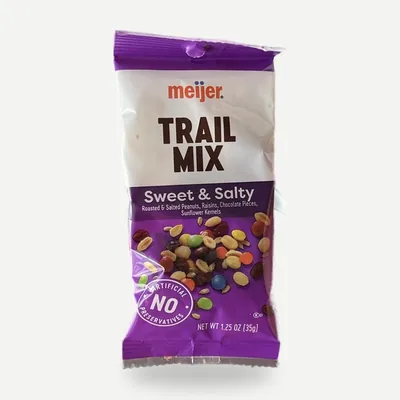 meijer.
TRAIL
MIX
Sweet & Salty
Roasted & Salted Peanuts, Raisins, Chocolate Pieces,
Sunflower Kernels
NO
ARTIFICIAL
PRESERVATIVES
NET WT 1.25 OZ (35g)